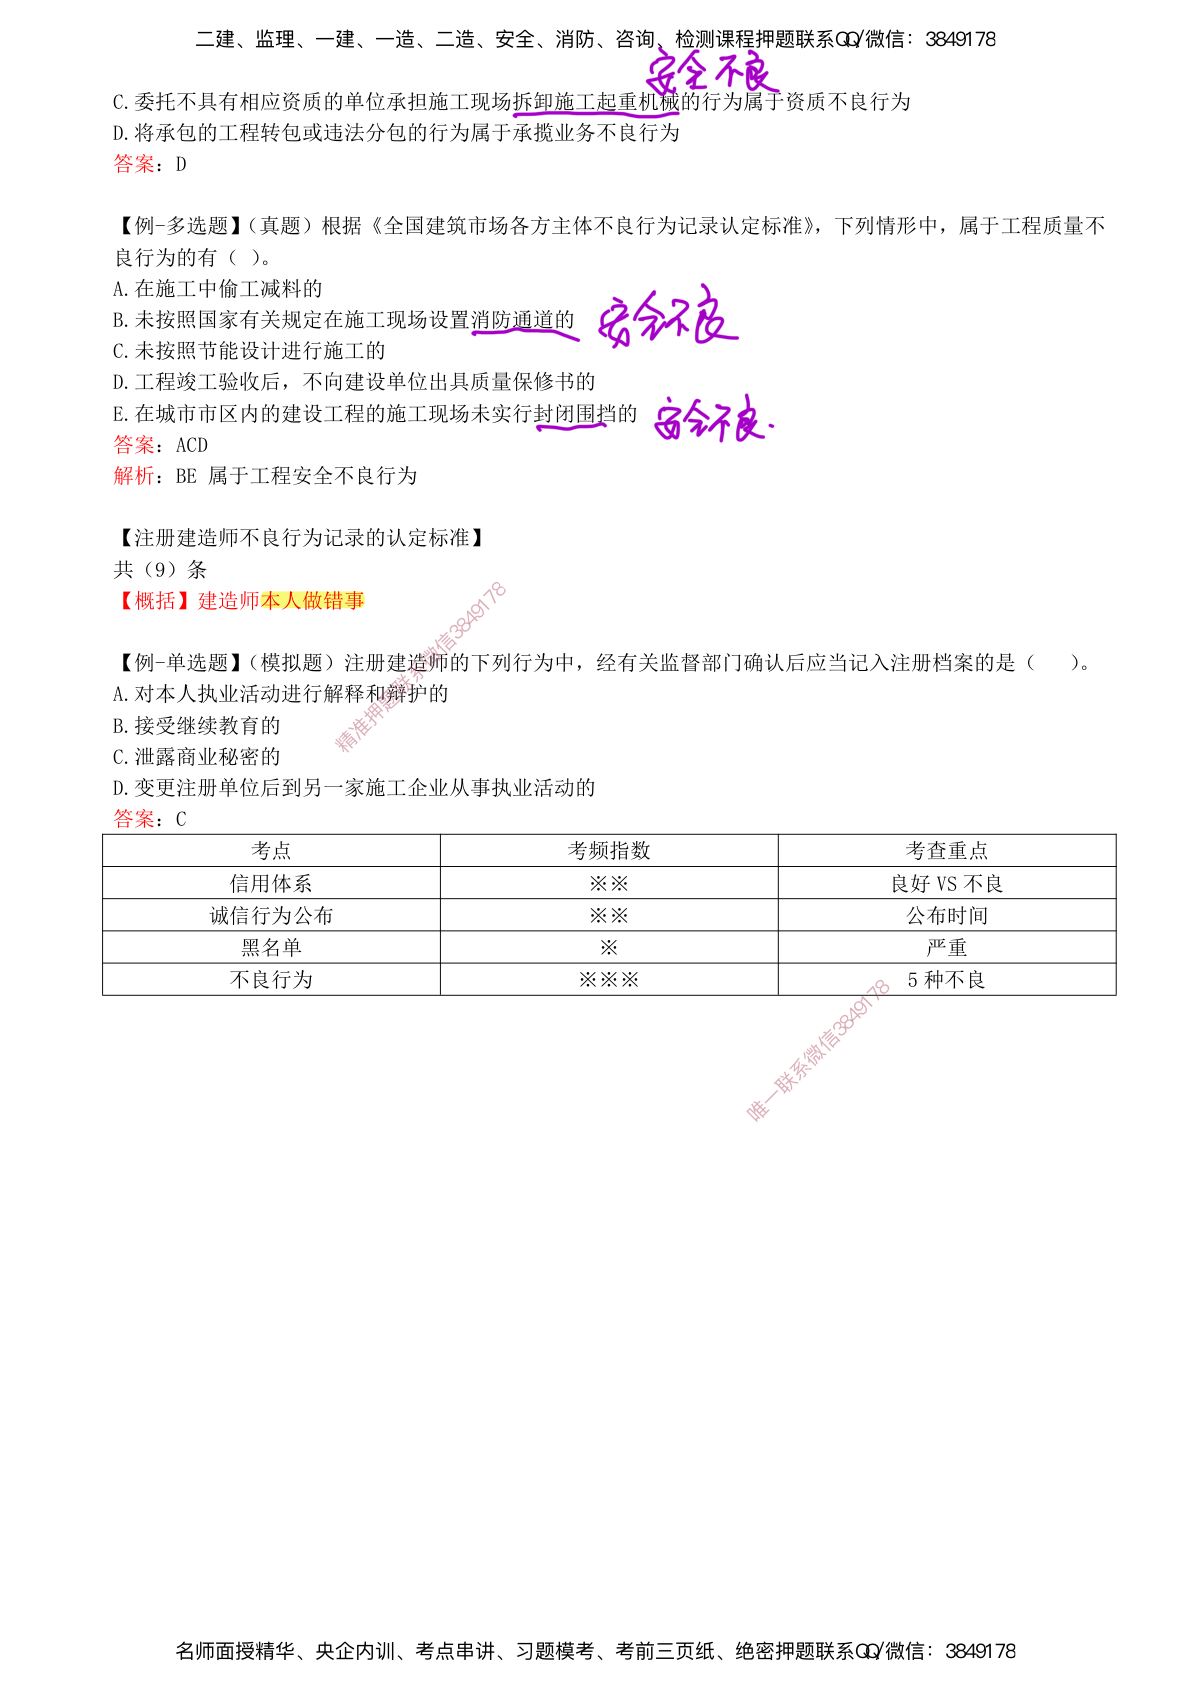 二建、监理、一建、一造、二造、安全、消防、咨询、检测课程押题联系QQ/微信：3849178
安全不良
C.委托不具有相应资质的单位承担施工现场拆卸施工起重机械的行为属于资质不良行为
D.将承包的工程转包或违法分包的行为属于承揽业务不良行为
答案：D
【例-多选题】（真题）根据《全国建筑市场各方主体不良行为记录认定标准》，下列情形中，属于工程质量不
良行为的有（ ）。
A.在施工中偷工减料的
B.未按照国家有关规定在施工现场设置消防通道的 安全不良
C.未按照节能设计进行施工的
D.工程竣工验收后，不向建设单位出具质量保修书的
E.在城市市区内的建设工程的施工现场未实行封闭围挡的 安全不良.
答案：ACD
解析：BE 属于工程安全不良行为
【注册建造师不良行为记录的认定标准】
共（9）条
【概括】建造师本人做错事
【例-单选题】（模拟题）注册建造师的下列行为中，经有关监督部门确认后应当记入注册档案的是（ ）。
A.对本人执业活动进行解释和辩护的
B.接受继续教育的
C.泄露商业秘密的
D.变更注册单位后到另一家施工企业从事执业活动的
答案：C
精准押题联系微信3849178
考点 考频指数 考查重点
信用体系 ※※ 良好 VS 不良
诚信行为公布 ※※ 公布时间
黑名单 ※ 严重
不良行为 ※※※ 5 种不良
唯一联系微信3849178
名师面授精华、央企内训、考点串讲、习题模考、考前三页纸、绝密押题联系QQ/微信：3849178